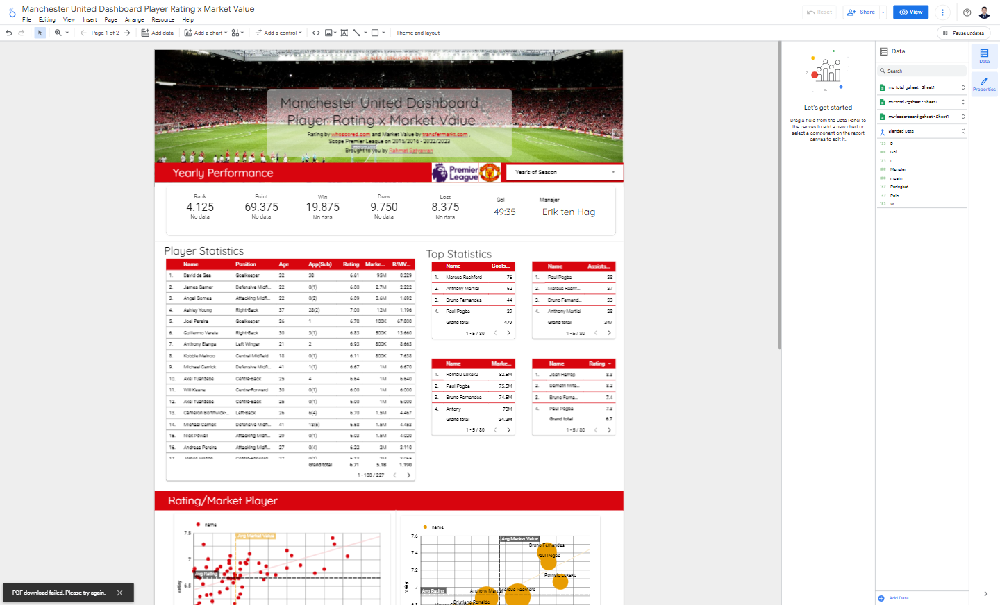 Manchester United Dashboard Player Rating x Market Value
File Editing View Insert Page Arrange Resource Help
Reset Share View
Page 1 of 2 Add data Add a chart Add a control Theme and layout Pause updates
Manchester United Dashboard
Player Rating x Market Value
Rating by whoscored.com and Market Value by transfermarkt.com ,
Scope Premier League on 2015/2016 - 2022/2023
Brought to you by Rahmat Satyawan
Yearly Performance Premier League Year's of Season
Rank Point Win Draw Lost Gol Manajer
4.125 69.375 19.875 9.750 8.375 49:35 Erik ten Hag
No data No data No data No data No data
Player Statistics
Name Position Age App(Sub) Rating Marke... R/MV...
1. David de Gea Goalkeeper 32 38 6.61 95M 0.329
2. James Garner Defensive Midfi... 22 0(1) 6.00 2.7M 2.222
3. Angel Gomes Attacking Midfi... 22 0(2) 6.09 3.6M 1.692
4. Ashley Young Right-Back 37 28(2) 7.00 12M 1.196
5. Joel Pereira Goalkeeper 26 1 6.78 100K 67.800
6. Guillermo Varela Right-Back 30 3(1) 6.83 500K 13.660
7. Anthony Elanga Left Winger 21 2 6.93 800K 8.663
8. Kobbie Mainoo Central Midfield 18 0(1) 6.11 800K 7.638
9. Michael Carrick Defensive Midfi... 41 1(1) 6.67 1M 6.670
10. Axel Tuanzebe Centre-Back 25 4 6.64 1M 6.640
11. Will Keane Centre-Forward 30 0(1) 6.00 1M 6.000
12. Axel Tuanzebe Centre-Back 25 0(1) 6.00 1M 6.000
13. Cameron Borthwick-... Left-Back 26 6(4) 6.70 1.5M 4.467
14. Michael Carrick Defensive Midfi... 41 18(5) 6.68 1.5M 4.453
15. Nick Powell Attacking Midfi... 29 0(1) 6.03 1.5M 4.020
16. Andreas Pereira Attacking Midfi... 27 0(4) 6.22 2M 3.110
Grand total 6.71 5.1B 1.190
1 - 100 / 227
Top Statistics
Name Goals...
1. Marcus Rashford 76
2. Anthony Martial 62
3. Bruno Fernandes 44
4. Paul Pogba 29
Grand total 479
1 - 5 / 80
Name Assists...
1. Paul Pogba 38
2. Marcus Rashf... 37
3. Bruno Fernand... 33
4. Anthony Martial 28
Grand total 347
1 - 5 / 80
Name Marke...
1. Romelu Lukaku 82.5M
2. Paul Pogba 75.5M
3. Bruno Fernandes 74.5M
4. Antony 70M
Grand total 24.2M
1 - 5 / 80
Name Rating
1. Josh Harrop 8.3
2. Demetri Mitc... 8.2
3. Bruno Ferna... 7.4
4. Paul Pogba 7.3
Grand total 6.7
1 - 5 / 80
Rating/Market Player
name
7.5
7
6.5
rating
Avg Market Value
Avg Rating
name
7.6
7.4
7.2
7
rating
Avg Market Value
Bruno Fernandes
Paul Pogba
Romelu Lukaku
Avg Rating
Anthony Martial
Marcus Rashford
Cristiano Ronaldo
PDF download failed. Please try again.
Let's get started
Drag a field from the Data Panel to
the canvas to add a new chart or
select a component on the report
canvas to edit it.
Data
Search
mu-total-gsheet - Sheet1
mu-total2-gsheet - Sheet1
mu-leaderboard-gsheet - Sheet1
Blended Data
123 D
ABC Gol
123 L
ABC Manajer
ABC musim
123 Peringkat
123 Poin
123 W
Add Data
Data
Properties